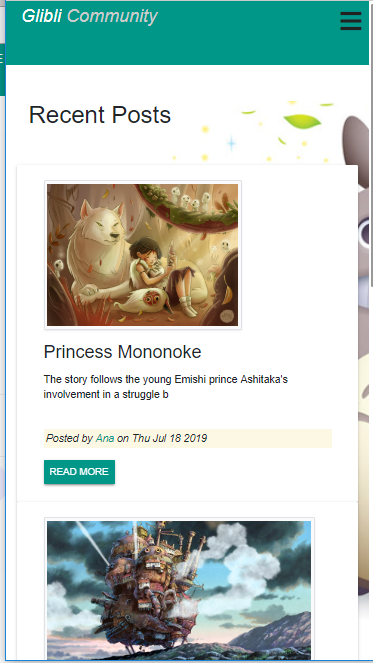 Glibli Community
Recent Posts
Princess Mononoke
The story follows the young Emishi prince Ashitaka's
involvement in a struggle b
Posted by Ana on Thu Jul 18 2019
READ MORE